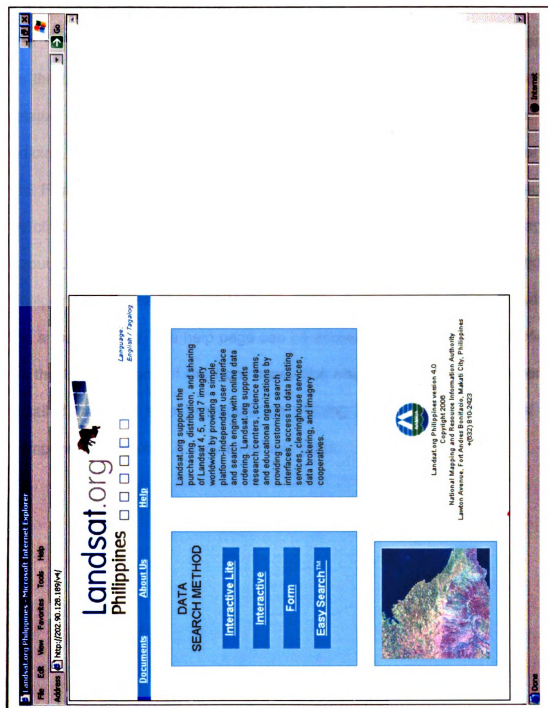 Landsat.org Philippines - Microsoft Internet Explorer
File Edit View Favorites Tools Help
Address http://202.90.128.189/v4/ Go
Landsat.org
Philippines
Language:
English / Tagalog
Documents About Us Help
DATA
SEARCH METHOD
Interactive Lite
Interactive
Form
Easy Search™
Landsat.org supports the
purchasing, distribution, and sharing
of Landsat 4, 5, and 7 imagery
worldwide by providing a simple,
platform-independent user interface
and search engine with online data
ordering. Landsat.org supports
research centers, science teams,
and educational organizations by
providing customized search
interfaces, access to data hosting
services, clearinghouse services,
data brokering, and imagery
cooperatives.
Landsat.org Philippines version 4.0
Copyright 2006
National Mapping and Resource Information Authority
Lawton Avenue, Fort Andres Bonifacio, Makati City, Philippines
+(632) 810-2423
Done Internet